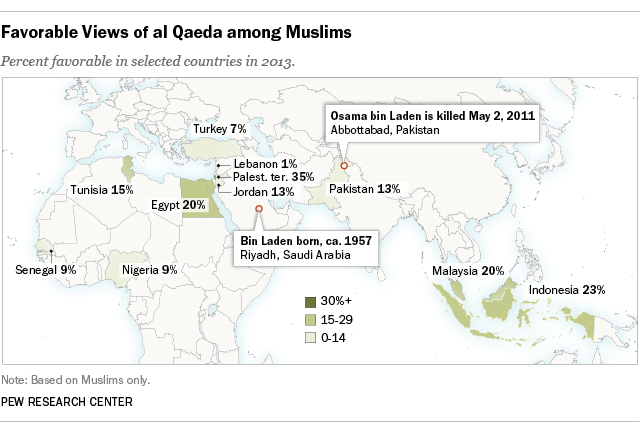 Favorable Views of al Qaeda among Muslims
Percent favorable in selected countries in 2013.
Osama bin Laden is killed May 2, 2011
Abbottabad, Pakistan
Turkey 7%
Lebanon 1%
Palest. ter. 35%
Jordan 13%
Tunisia 15%
Pakistan 13%
Egypt 20%
Bin Laden born, ca. 1957
Riyadh, Saudi Arabia
Senegal 9%
Nigeria 9%
Malaysia 20%
Indonesia 23%
30%+
15-29
0-14
Note: Based on Muslims only.
PEW RESEARCH CENTER